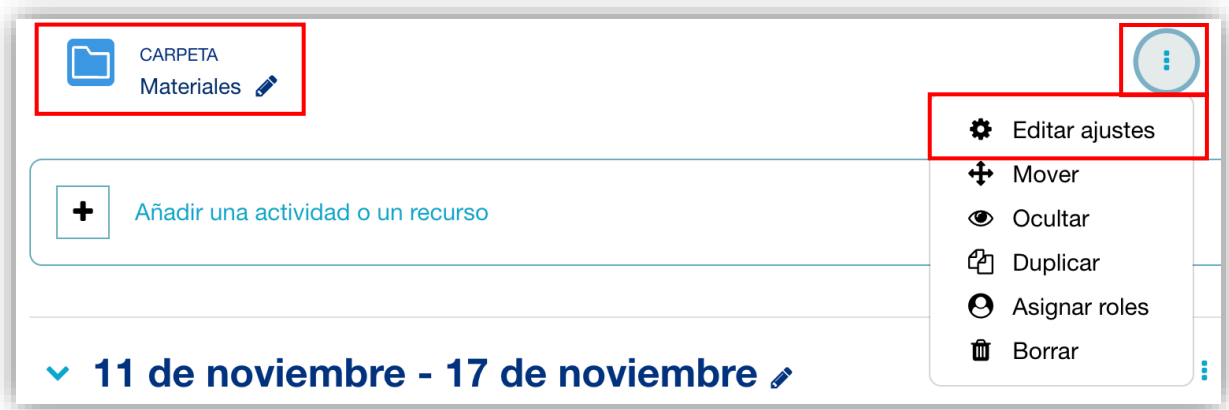 CARPETA
Materiales
Editar ajustes
Mover
Añadir una actividad o un recurso
Ocultar
Duplicar
Asignar roles
Borrar
11 de noviembre - 17 de noviembre